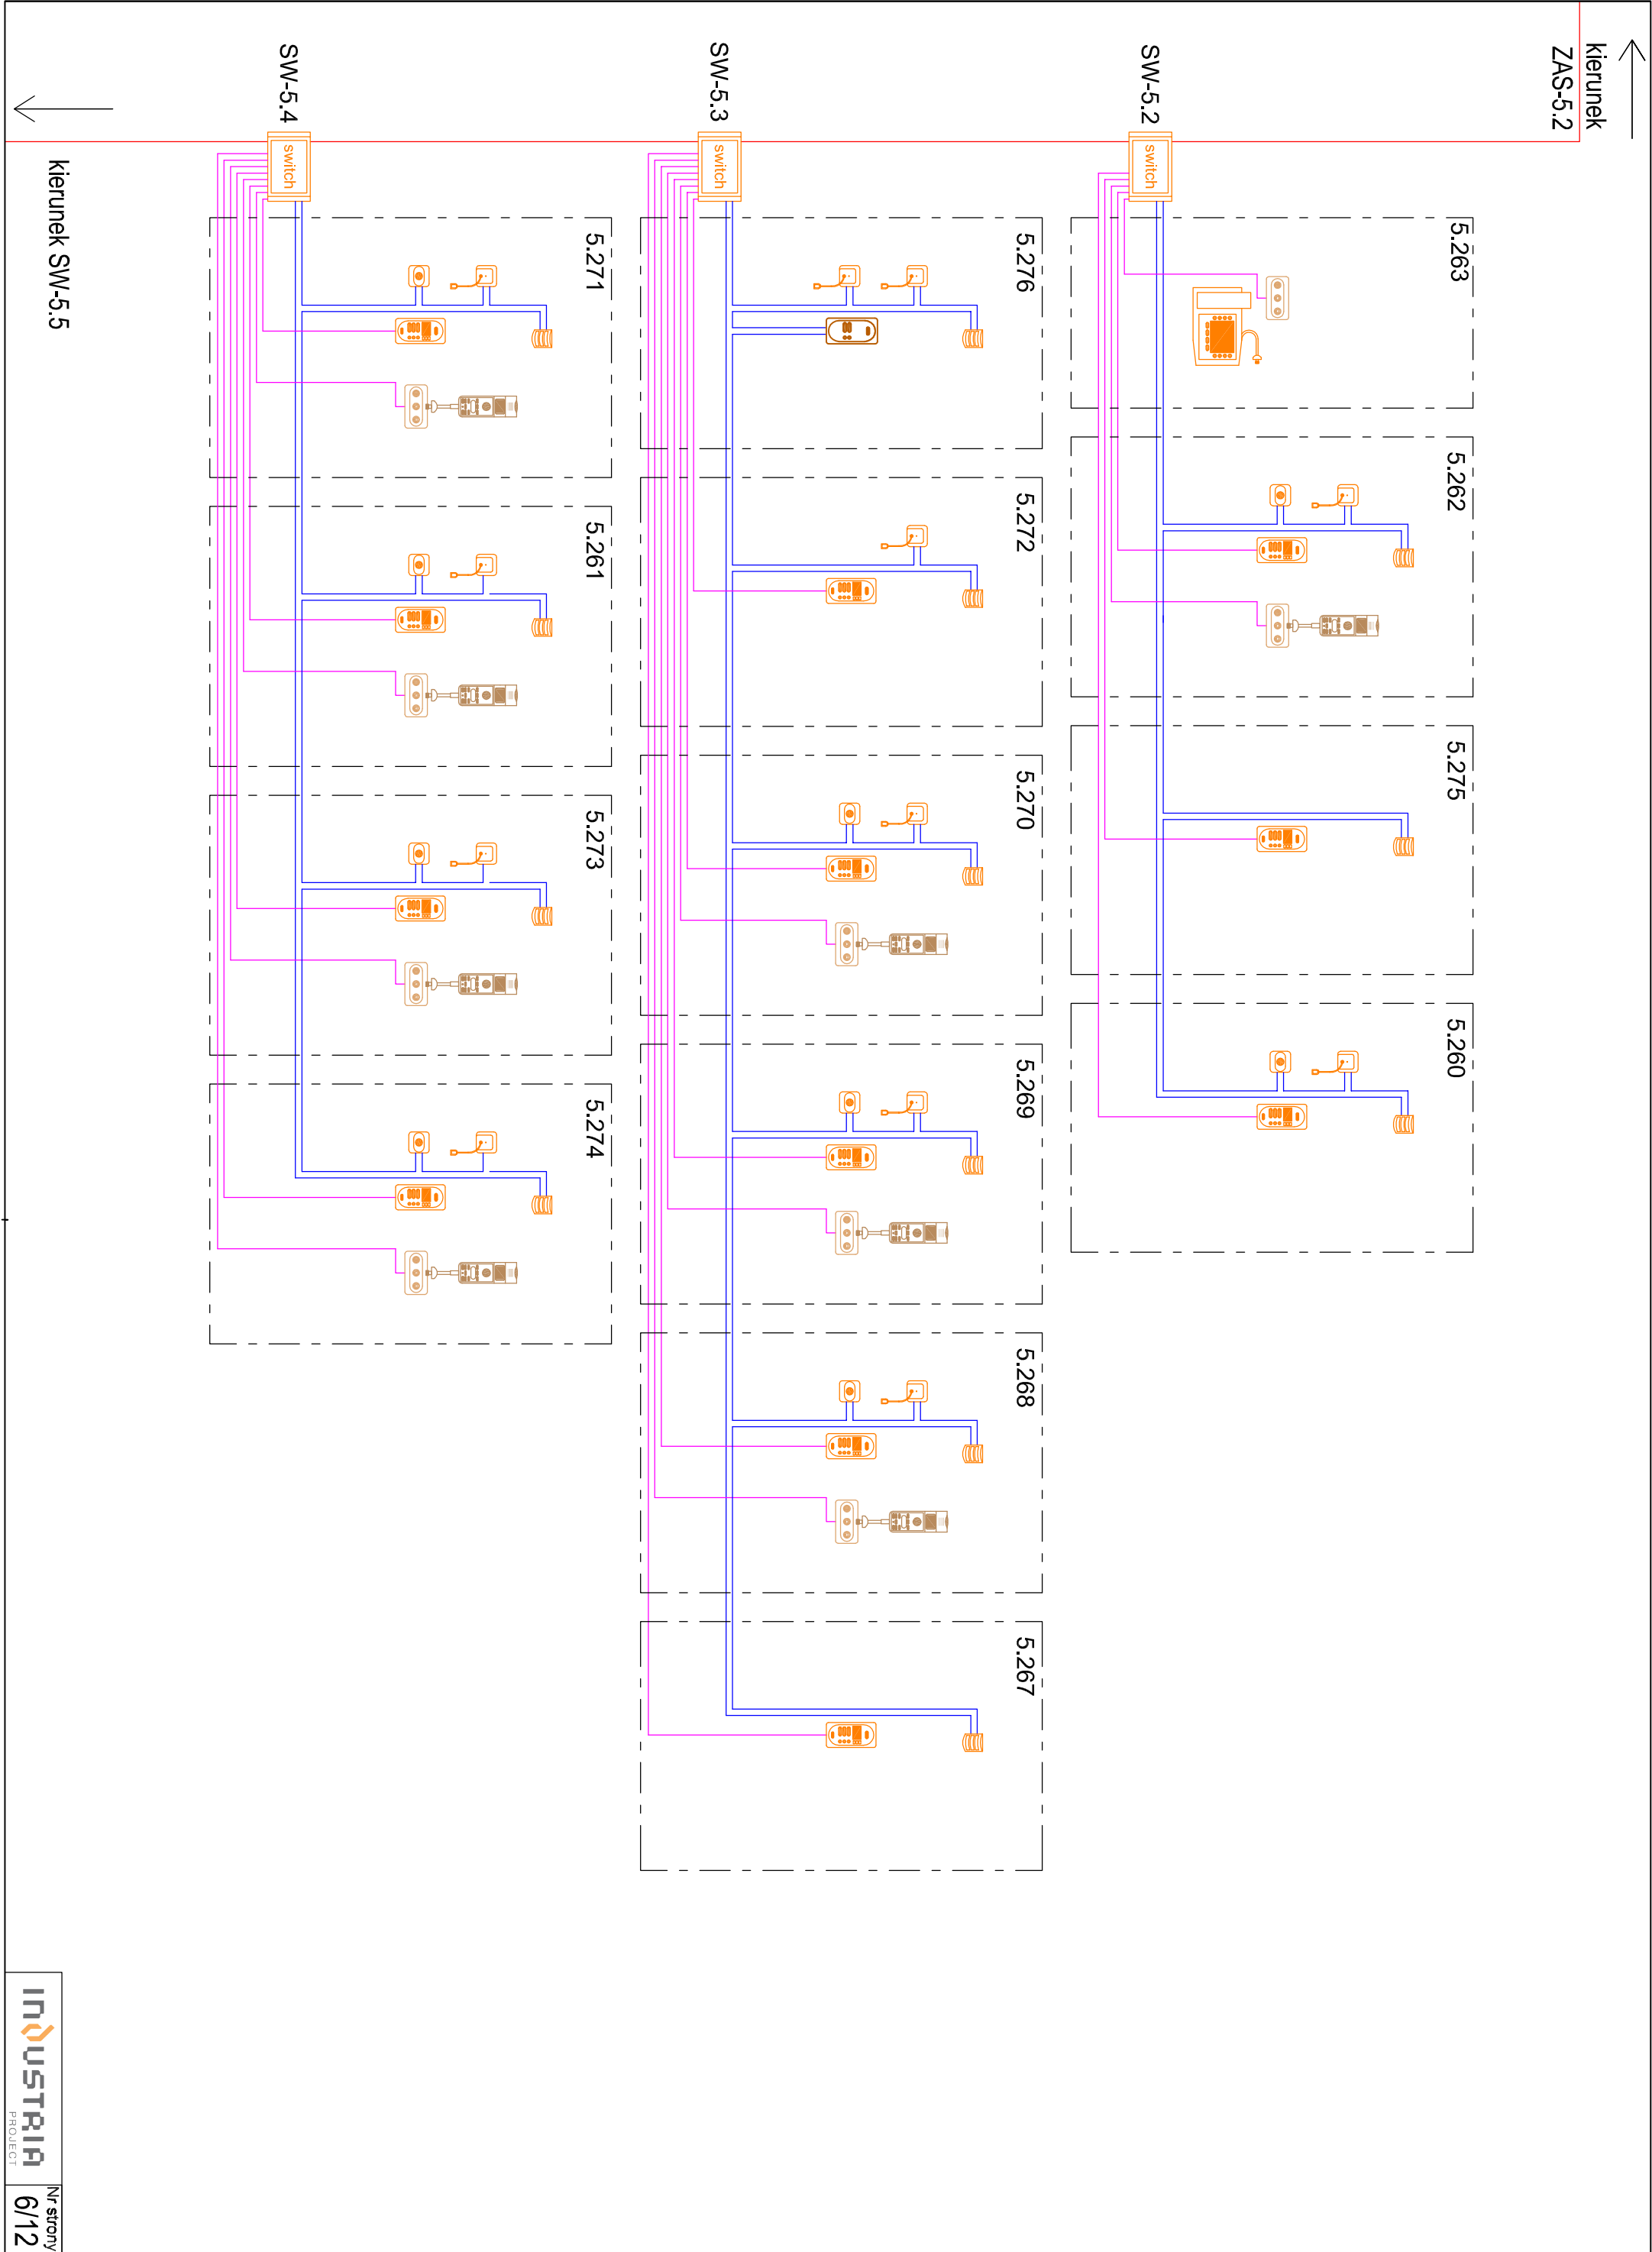 kierunek
ZAS-5.2
SW-5.2
switch
5.263
5.262
5.275
5.260
SW-5.3
switch
5.276
5.272
5.270
5.269
5.268
5.267
SW-5.4
switch
5.271
5.261
5.273
5.274
kierunek SW-5.5
INDUSTRIA
PROJECT
Nr strony
6/12